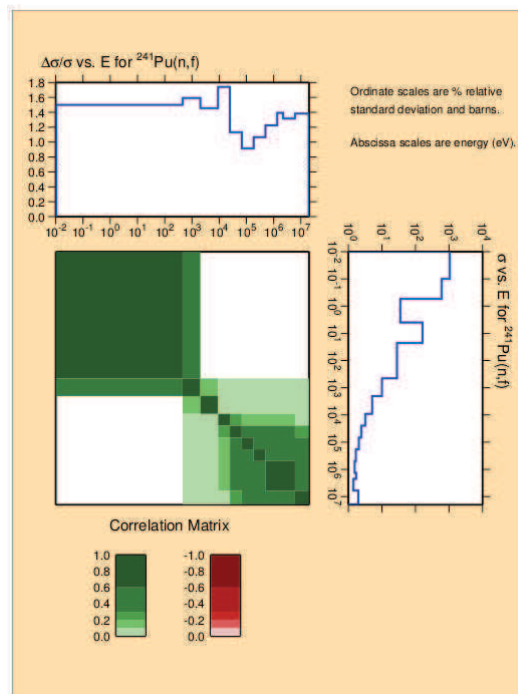 Δσ/σ vs. E for ²⁴¹Pu(n,f)
1.8
1.6
1.4
1.2
1.0
0.8
0.6
0.4
0.2
0.0
10⁻² 10⁻¹ 10⁰ 10¹ 10² 10³ 10⁴ 10⁵ 10⁶ 10⁷
Ordinate scales are % relative
standard deviation and barns.
Abscissa scales are energy (eV).
10⁰ 10¹ 10² 10³ 10⁴
10⁻² 10⁻¹ 10⁰ 10¹ 10² 10³ 10⁴ 10⁵ 10⁶ 10⁷
σ vs. E for ²⁴¹Pu(n,f)
Correlation Matrix
1.0
0.8
0.6
0.4
0.2
0.0
-1.0
-0.8
-0.6
-0.4
-0.2
0.0